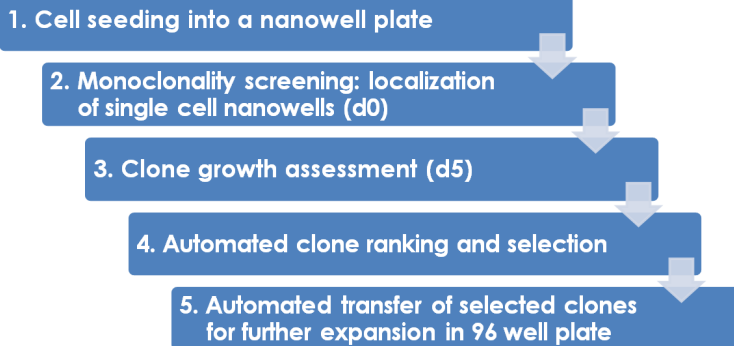 1. Cell seeding into a nanowell plate
2. Monoclonality screening: localization
of single cell nanowells (d0)
3. Clone growth assessment (d5)
4. Automated clone ranking and selection
5. Automated transfer of selected clones
for further expansion in 96 well plate